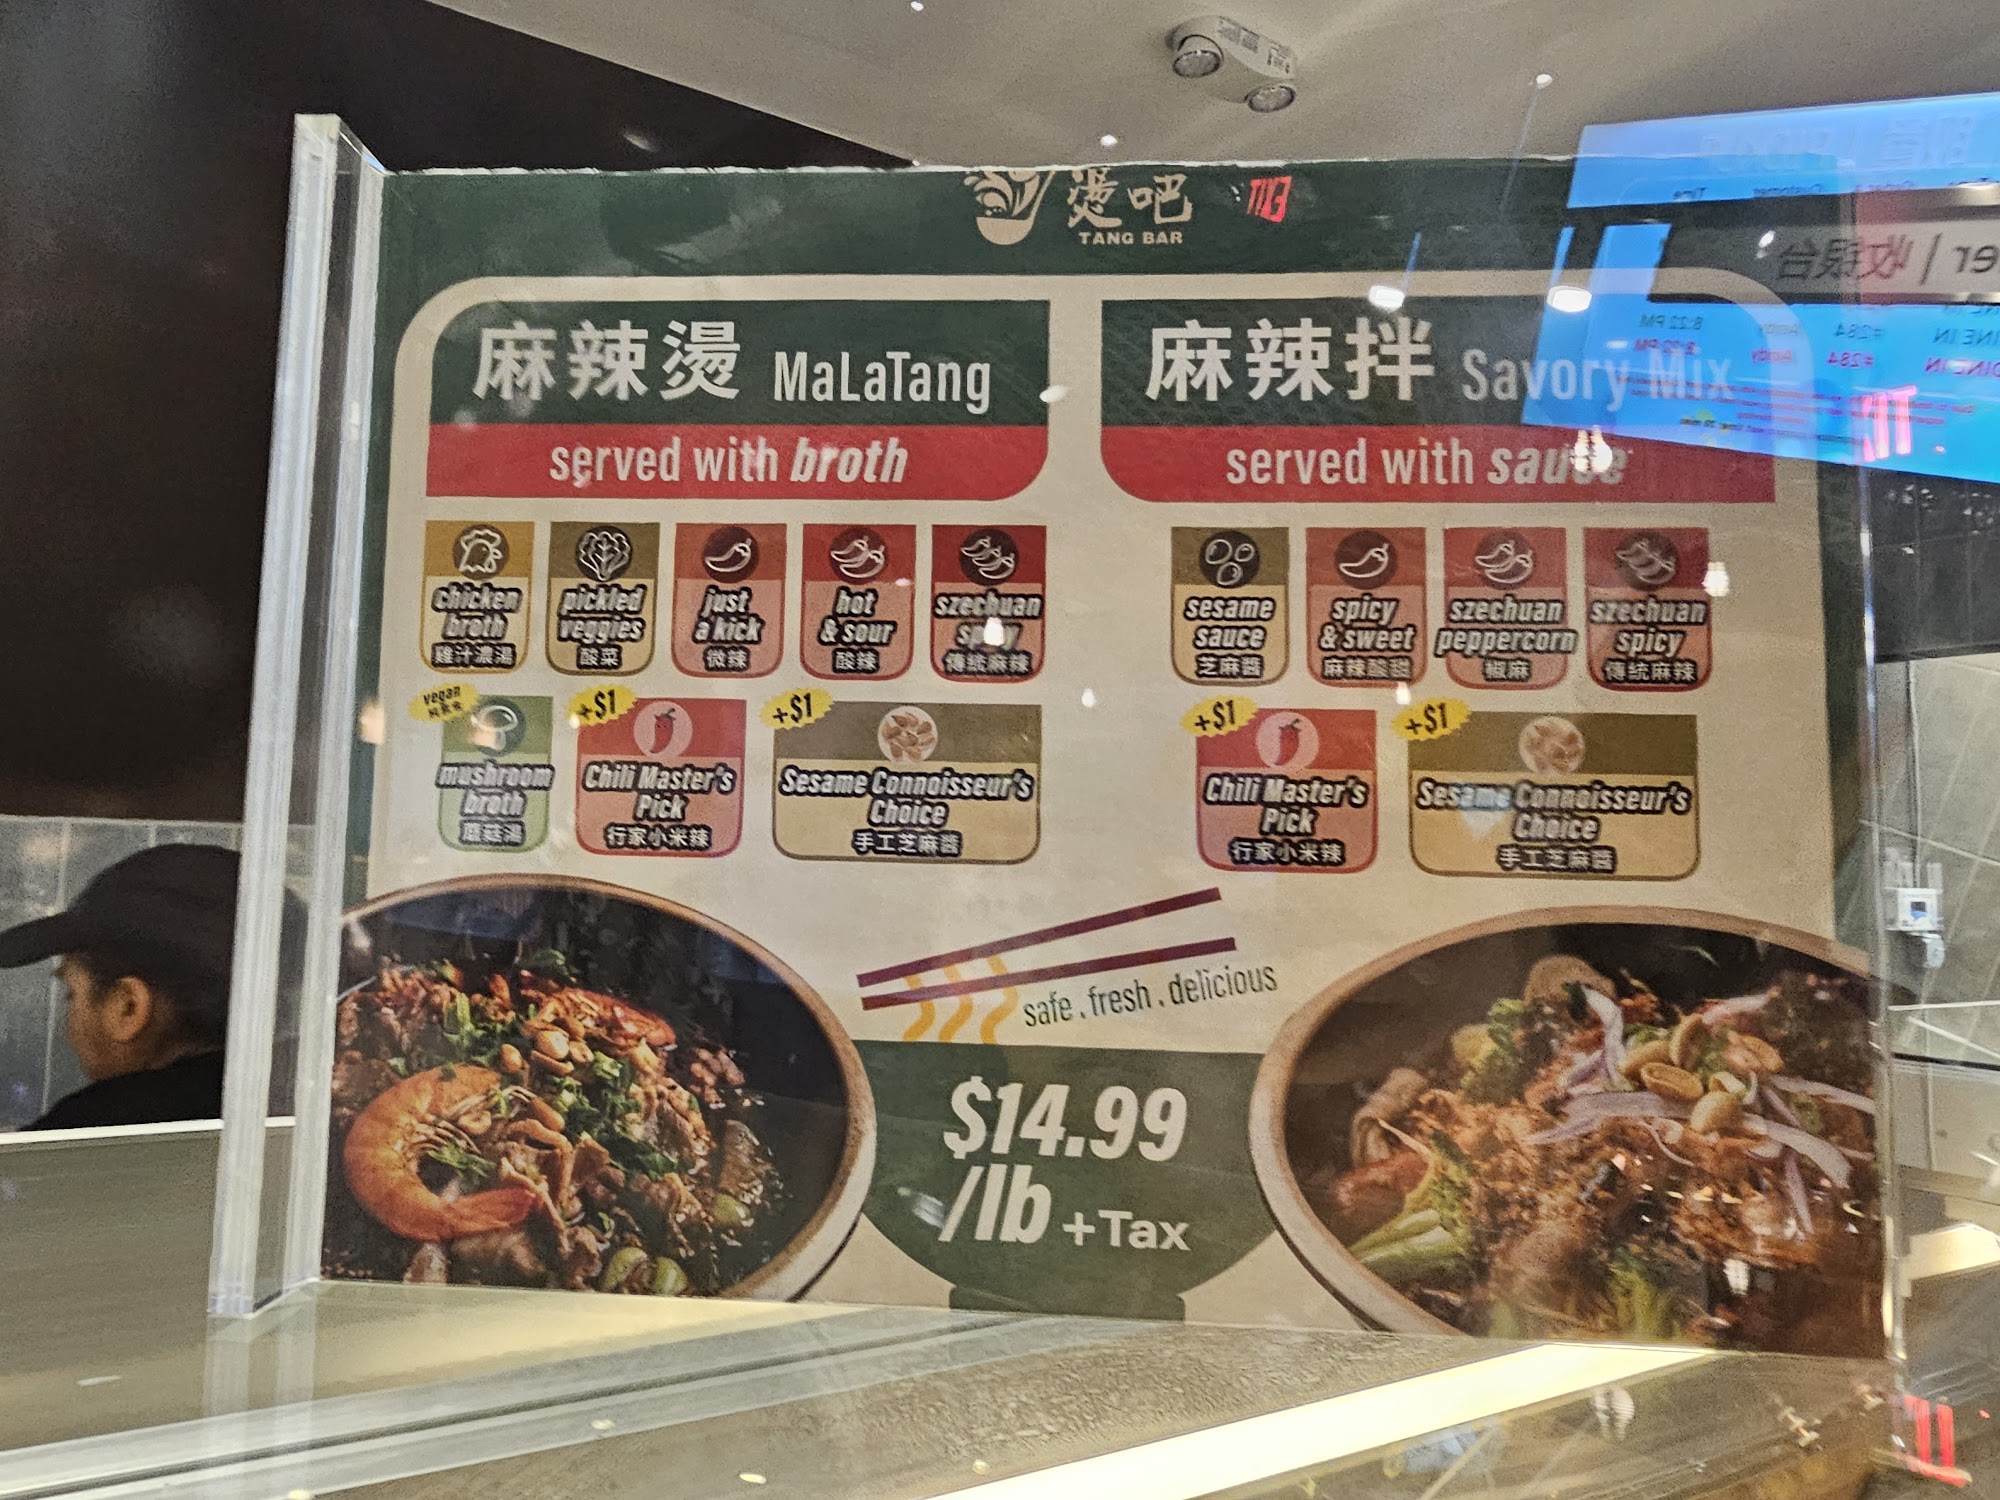 燙吧
TANG BAR
麻辣燙 MaLaTang
served with broth
chicken
broth
雞汁濃湯
pickled
veggies
酸菜
just
a kick
微辣
hot
& sour
酸辣
szechuan
spicy
傳統麻辣
vegan
純素食
mushroom
broth
蘑菇湯
+$1
Chili Master's
Pick
行家小米辣
+$1
Sesame Connoisseur's
Choice
手工芝麻醬
麻辣拌 Savory Mix
served with sauce
sesame
sauce
芝麻醬
spicy
& sweet
麻辣酸甜
szechuan
peppercorn
椒麻
szechuan
spicy
傳統麻辣
+$1
Chili Master's
Pick
行家小米辣
+$1
Sesame Connoisseur's
Choice
手工芝麻醬
safe . fresh . delicious
$14.99
/lb +Tax